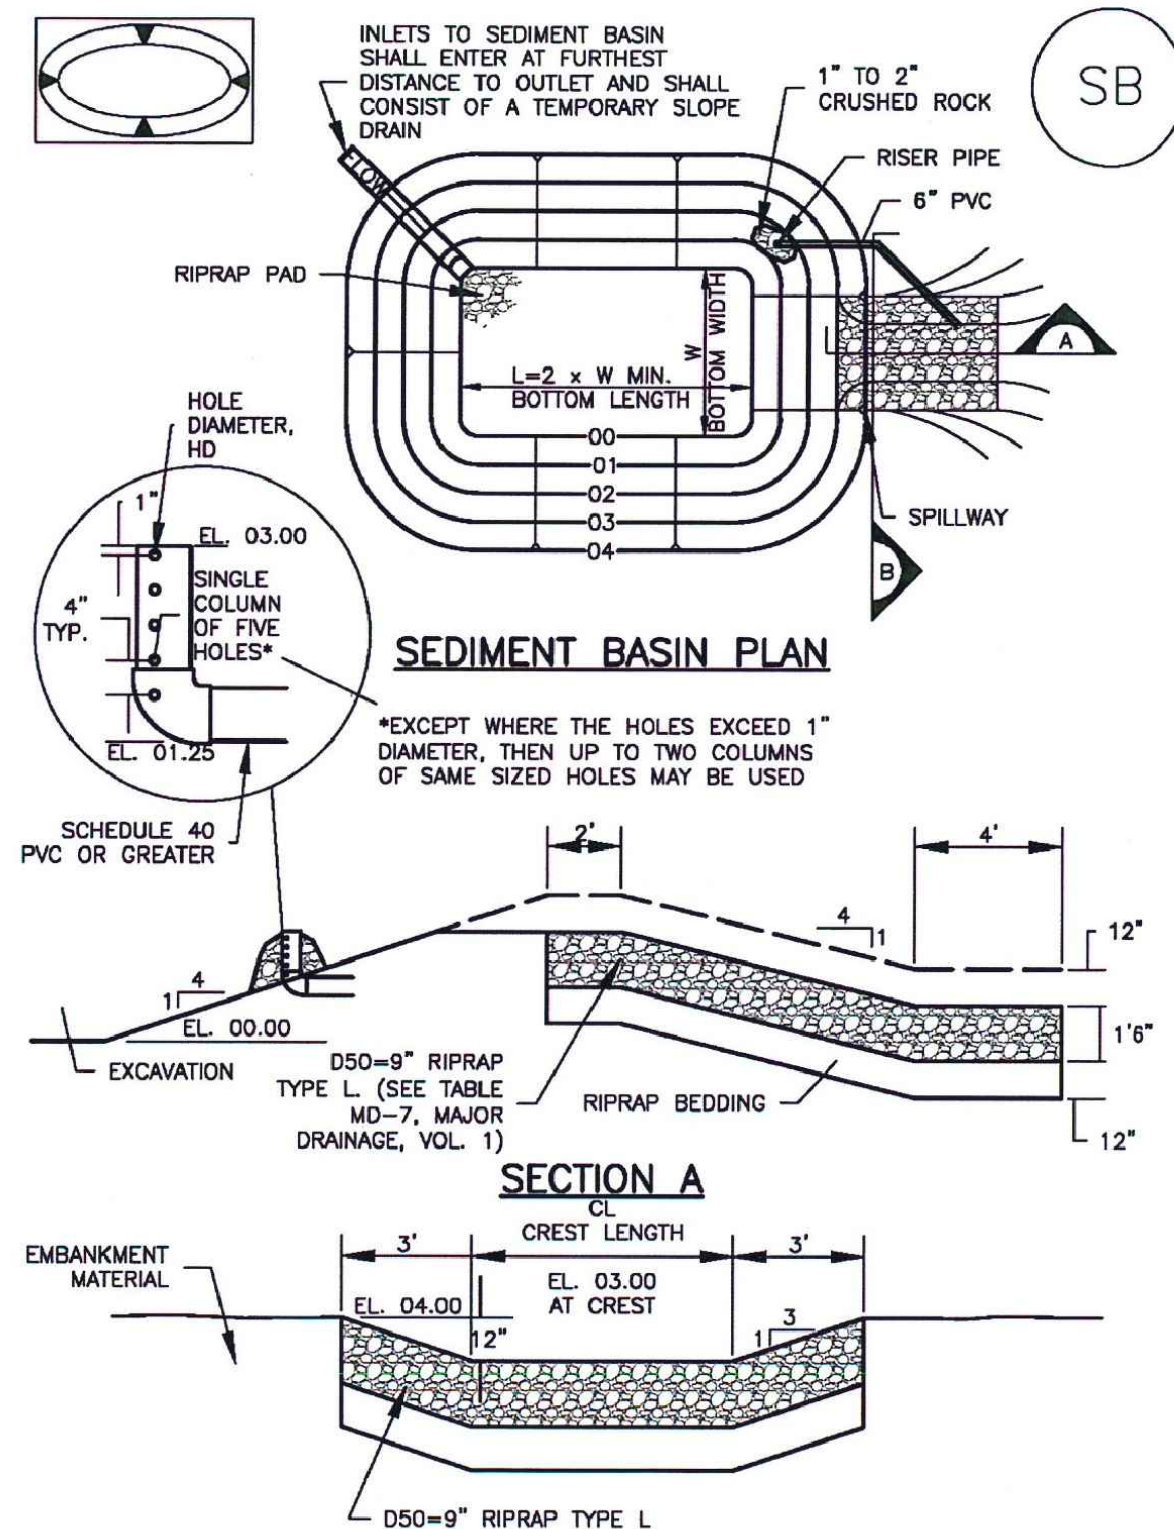 INLETS TO SEDIMENT BASIN
SHALL ENTER AT FURTHEST
DISTANCE TO OUTLET AND SHALL
CONSIST OF A TEMPORARY SLOPE
DRAIN
1" TO 2"
CRUSHED ROCK
SB
RISER PIPE
6" PVC
FLOW
RIPRAP PAD
W
BOTTOM WIDTH
A
L=2 x W MIN.
BOTTOM LENGTH
00
01
02
03
04
SPILLWAY
B
HOLE
DIAMETER,
HD
1"
EL. 03.00
4"
TYP.
SINGLE
COLUMN
OF FIVE
HOLES*
EL. 01.25
SEDIMENT BASIN PLAN
*EXCEPT WHERE THE HOLES EXCEED 1"
DIAMETER, THEN UP TO TWO COLUMNS
OF SAME SIZED HOLES MAY BE USED
SCHEDULE 40
PVC OR GREATER
2'
4'
4
1
12"
4
1
EL. 00.00
1'6"
EXCAVATION
D50=9" RIPRAP
TYPE L. (SEE TABLE
MD-7, MAJOR
DRAINAGE, VOL. 1)
RIPRAP BEDDING
12"
SECTION A
CL
CREST LENGTH
3'
3'
EMBANKMENT
MATERIAL
EL. 03.00
AT CREST
EL. 04.00
12"
3
1
D50=9" RIPRAP TYPE L